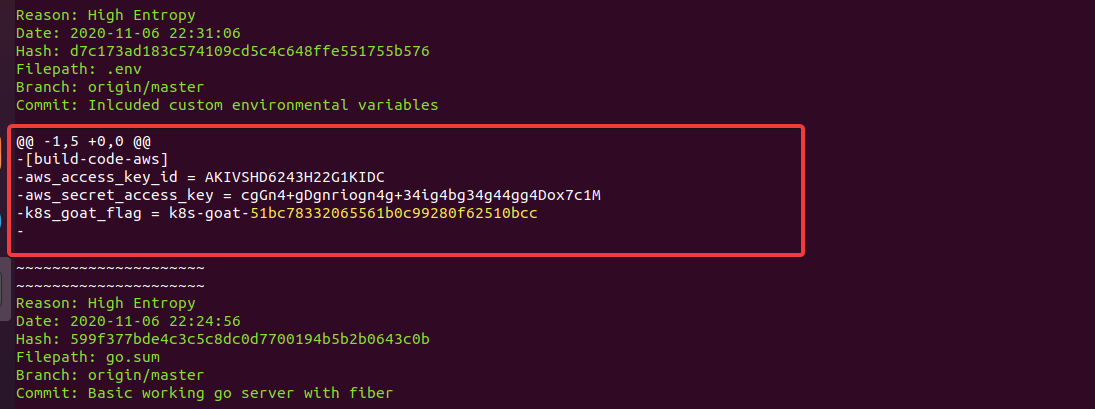 Reason: High Entropy
Date: 2020-11-06 22:31:06
Hash: d7c173ad183c574109cd5c4c648ffe551755b576
Filepath: .env
Branch: origin/master
Commit: Inlcuded custom environmental variables
@@ -1,5 +0,0 @@
-[build-code-aws]
-aws_access_key_id = AKIVSHD6243H22G1KIDC
-aws_secret_access_key = cgGn4+gDgnriogn4g+34ig4bg34g44gg4Dox7c1M
-k8s_goat_flag = k8s-goat-51bc78332065561b0c99280f62510bcc
-
~~~~~~~~~~~~~~~~~~~~~
~~~~~~~~~~~~~~~~~~~~~
Reason: High Entropy
Date: 2020-11-06 22:24:56
Hash: 599f377bde4c3c5c8dc0d7700194b5b2b0643c0b
Filepath: go.sum
Branch: origin/master
Commit: Basic working go server with fiber